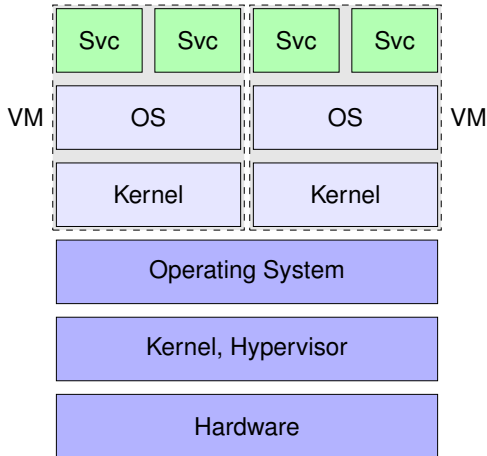 Svc Svc Svc Svc
VM OS OS VM
Kernel Kernel
Operating System
Kernel, Hypervisor
Hardware